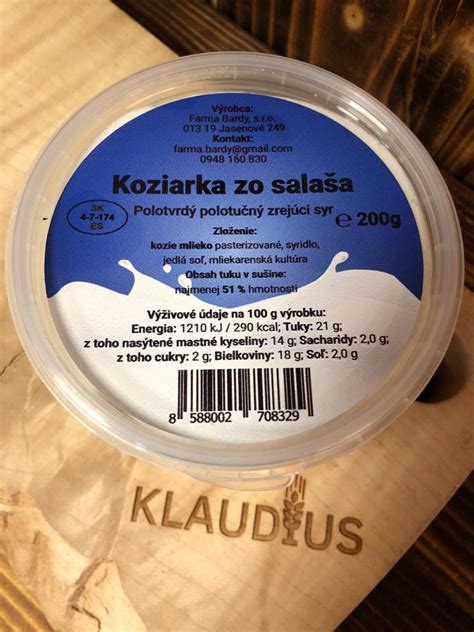 Výrobca:
Farma Bardy, s.r.o.
013 19 Jasenové 249
Kontakt:
farma.bardy@gmail.com
0948 160 830
Koziarka zo salaša
SK
4-7-174
ES
Polotvrdý polotučný zrejúci syr
℮ 200g
Zloženie:
kozie mlieko pasterizované, syridlo,
jedlá soľ, mliekarenská kultúra
Obsah tuku v sušine:
najmenej 51 % hmotnosti
Výživové údaje na 100 g výrobku:
Energia: 1210 kJ / 290 kcal; Tuky: 21 g;
z toho nasýtené mastné kyseliny: 14 g; Sacharidy: 2,0 g;
z toho cukry: 2 g; Bielkoviny: 18 g; Soľ: 2,0 g
8 588002 708329
KLAUDIUS